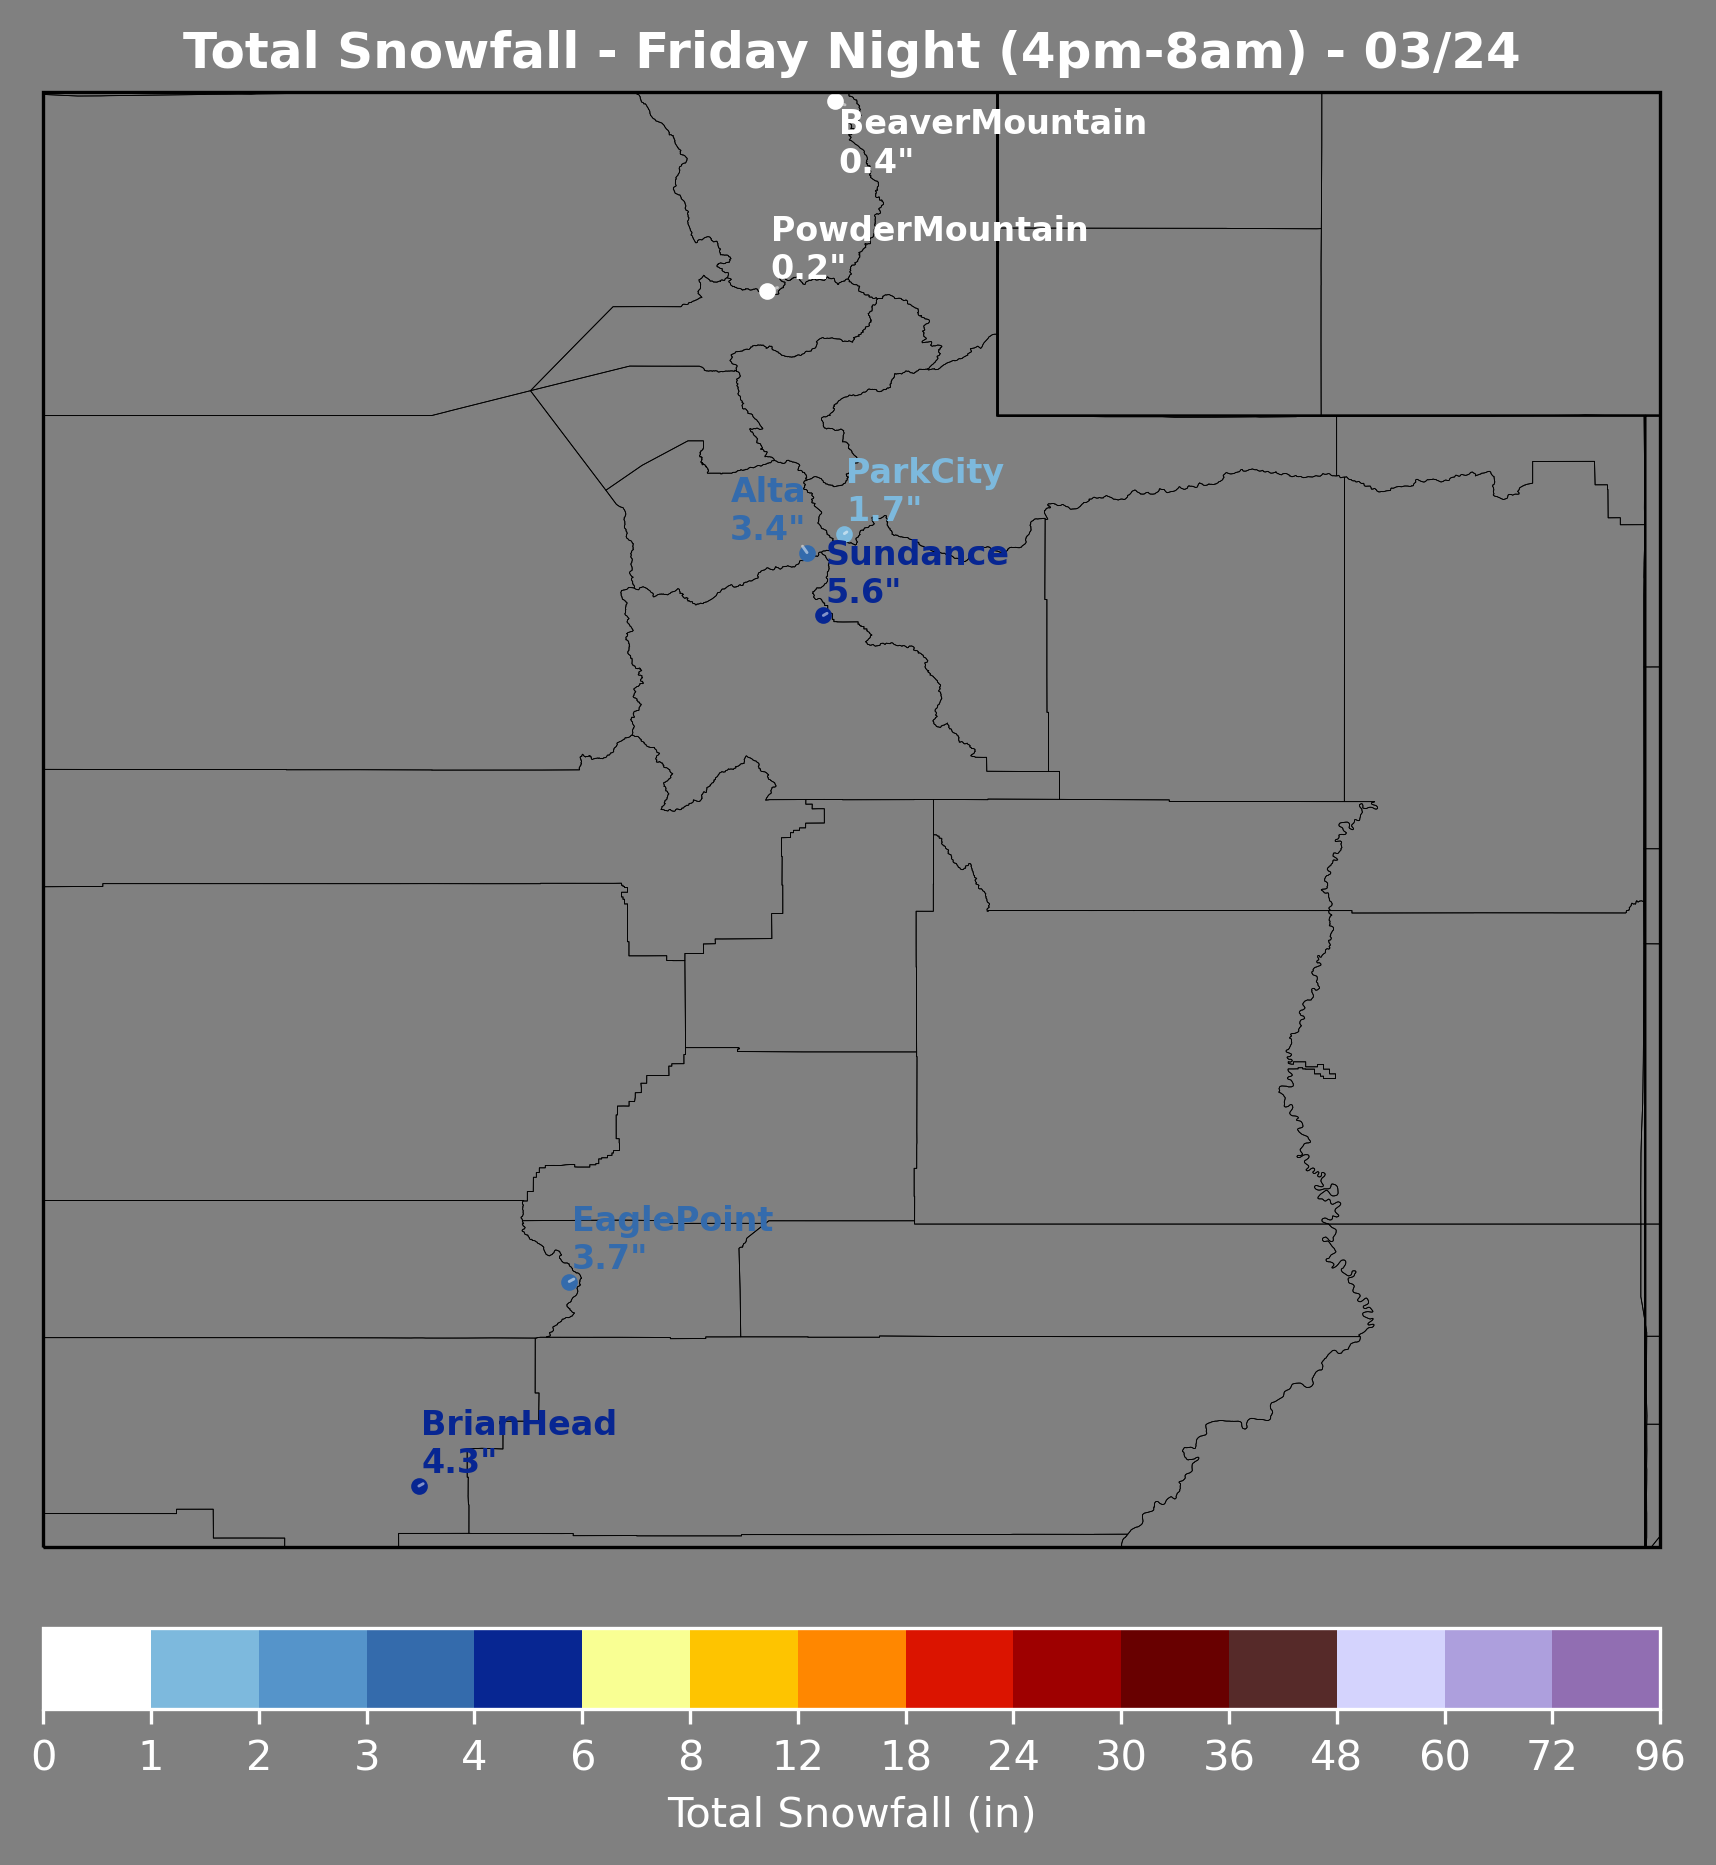 Total Snowfall - Friday Night (4pm-8am) - 03/24
BeaverMountain
0.4"
PowderMountain
0.2"
ParkCity
1.7"
Alta
3.4"
Sundance
5.6"
EaglePoint
3.7"
BrianHead
4.3"
0 1 2 3 4 6 8 12 18 24 30 36 48 60 72 96
Total Snowfall (in)